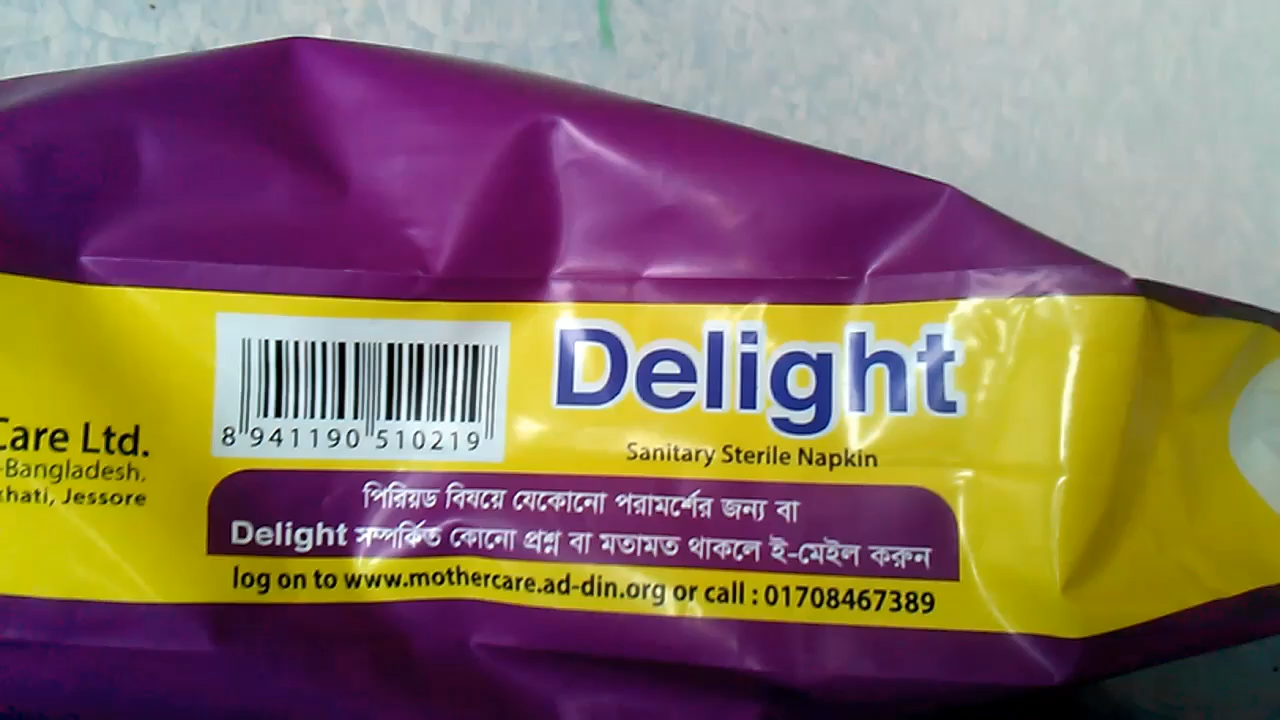 Care Ltd.
-Bangladesh,
khati, Jessore
8 941190 510219
Delight
Sanitary Sterile Napkin
পিরিয়ড বিষয়ে যেকোনো পরামর্শের জন্য বা
Delight সম্পর্কিত কোনো প্রশ্ন বা মতামত থাকলে ই-মেইল করুন
log on to www.mothercare.ad-din.org or call : 01708467389